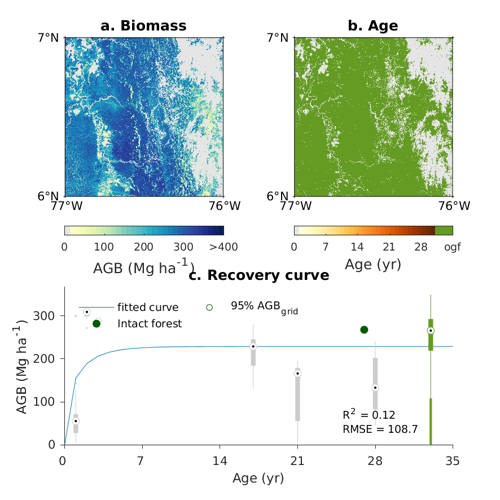 a. Biomass
b. Age
7°N
7°N
6°N
6°N
77°W
76°W
77°W
76°W
0 100 200 300 >400
0 7 14 21 28 ogf
AGB (Mg ha⁻¹)
Age (yr)
c. Recovery curve
fitted curve
95% AGB_grid
Intact forest
AGB (Mg ha⁻¹)
300
200
100
0
R² = 0.12
RMSE = 108.7
0 7 14 21 28 35
Age (yr)